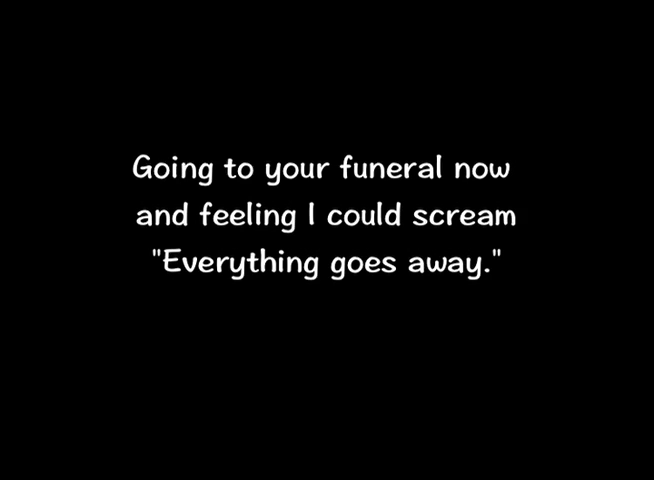 Going to your funeral now
and feeling I could scream
"Everything goes away."